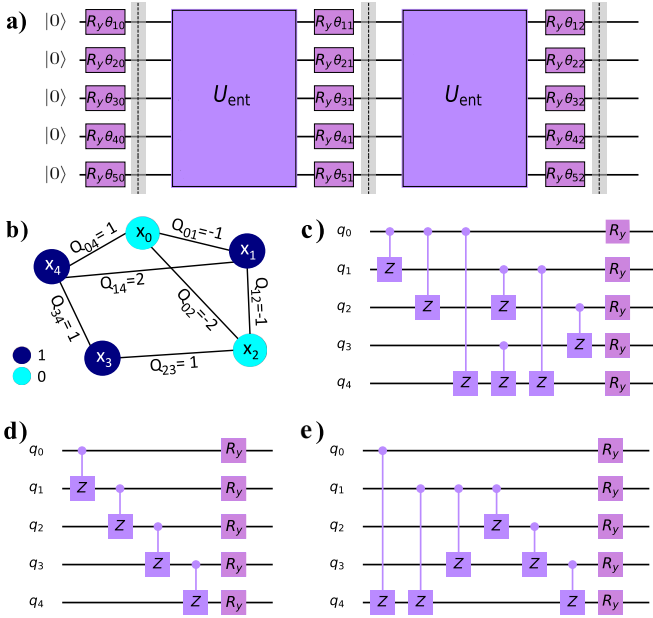 a)
|0⟩ R_y θ_10 R_y θ_11 R_y θ_12
|0⟩ R_y θ_20 R_y θ_21 R_y θ_22
|0⟩ R_y θ_30 U_ent R_y θ_31 U_ent R_y θ_32
|0⟩ R_y θ_40 R_y θ_41 R_y θ_42
|0⟩ R_y θ_50 R_y θ_51 R_y θ_52
b)
Q_04= 1
x_0
Q_01=-1
x_1
x_4
Q_14=2
Q_12=-1
Q_02=-2
Q_34= 1
x_3
x_2
Q_23= 1
1
0
c)
q_0 R_y
q_1 Z R_y
q_2 Z Z R_y
q_3 Z R_y
q_4 Z Z Z R_y
d)
q_0 R_y
q_1 Z R_y
q_2 Z R_y
q_3 Z R_y
q_4 Z R_y
e)
q_0 R_y
q_1 R_y
q_2 Z R_y
q_3 Z Z R_y
q_4 Z Z Z R_y